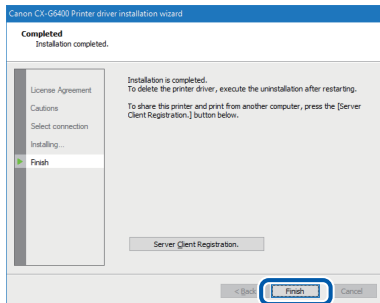 Canon CX-G6400 Printer driver installation wizard
Completed
Installation completed.
License Agreement
Cautions
Select connection
Installing...
Finish
Installation is completed.
To delete the printer driver, execute the uninstallation after restarting.
To share this printer and print from another computer, press the [Server
Client Registration.] button below.
Server Client Registration.
< Back
Finish
Cancel